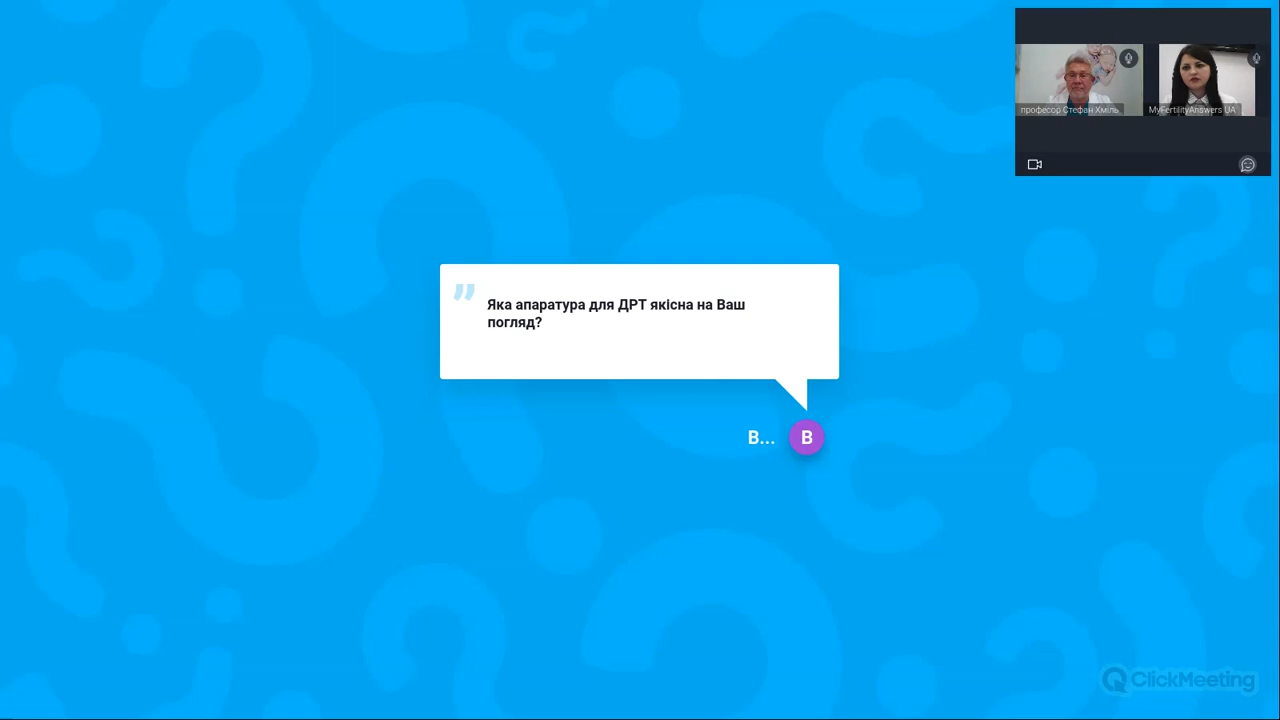 професор Стефан Хміль
MyFertilityAnswers UA
Яка апаратура для ДРТ якісна на Ваш
погляд?
В... В
ClickMeeting